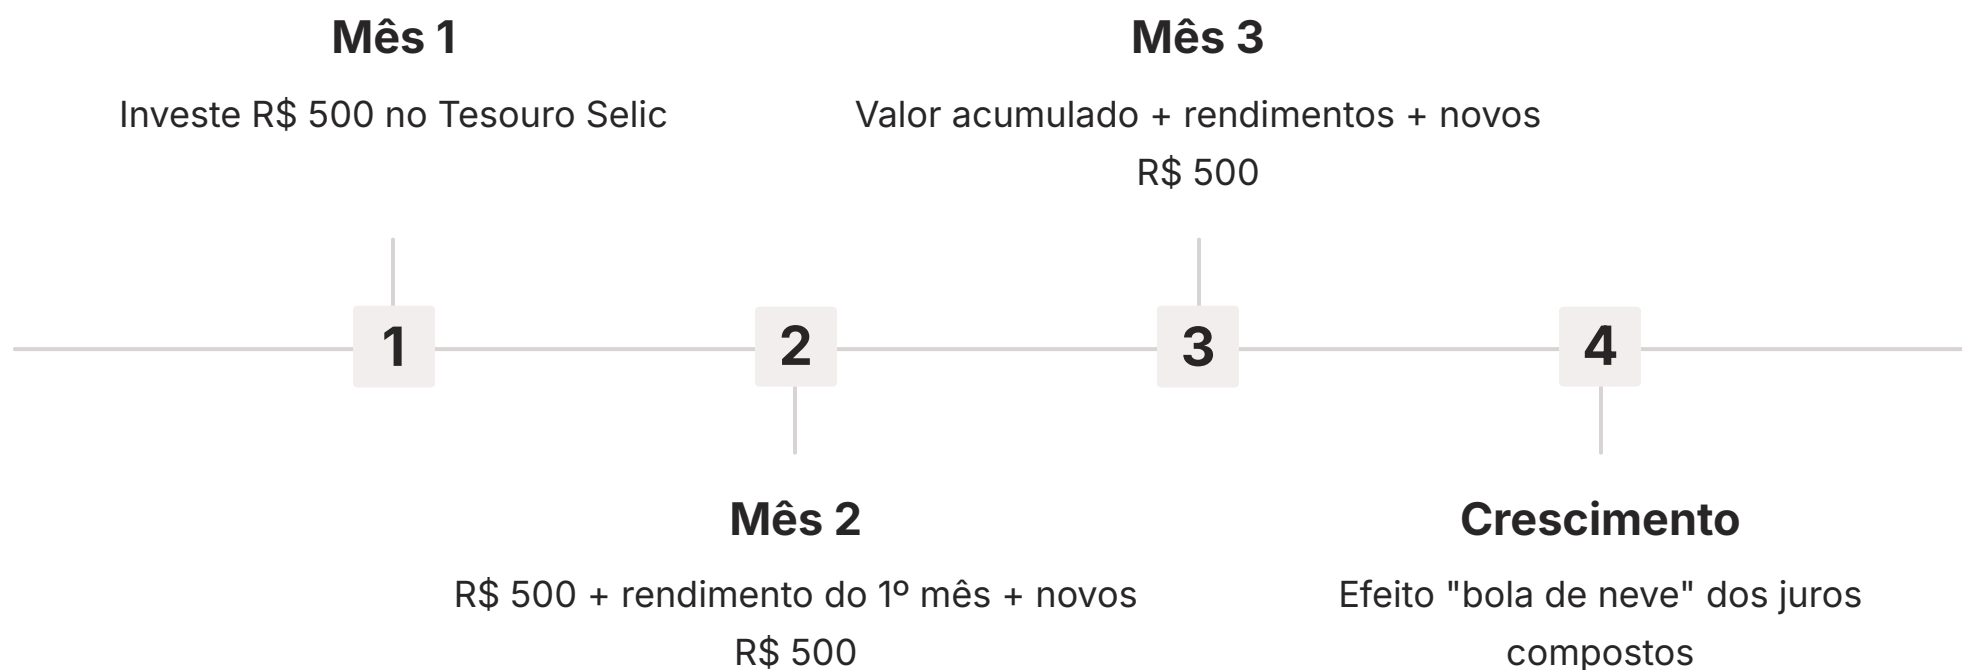 Mês 1
Investe R$ 500 no Tesouro Selic
Mês 3
Valor acumulado + rendimentos + novos
R$ 500
1
2
3
4
Mês 2
R$ 500 + rendimento do 1º mês + novos
R$ 500
Crescimento
Efeito "bola de neve" dos juros
compostos